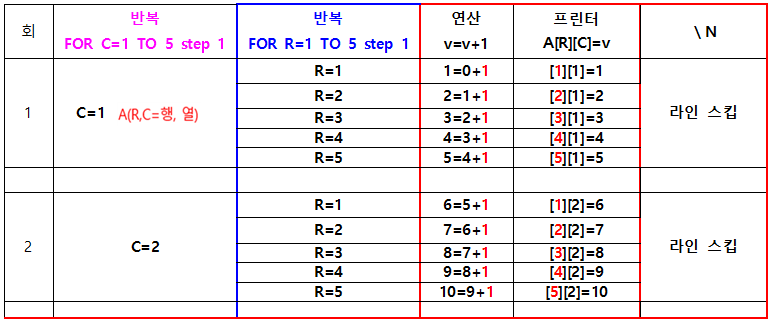 회 반복 반복 연산 프린터 \ N
FOR C=1 TO 5 step 1 FOR R=1 TO 5 step 1 v=v+1 A[R][C]=v
R=1 1=0+1 [1][1]=1
R=2 2=1+1 [2][1]=2
1 C=1 A(R,C=행, 열) R=3 3=2+1 [3][1]=3 라인 스킵
R=4 4=3+1 [4][1]=4
R=5 5=4+1 [5][1]=5
R=1 6=5+1 [1][2]=6
R=2 7=6+1 [2][2]=7
2 C=2 R=3 8=7+1 [3][2]=8 라인 스킵
R=4 9=8+1 [4][2]=9
R=5 10=9+1 [5][2]=10